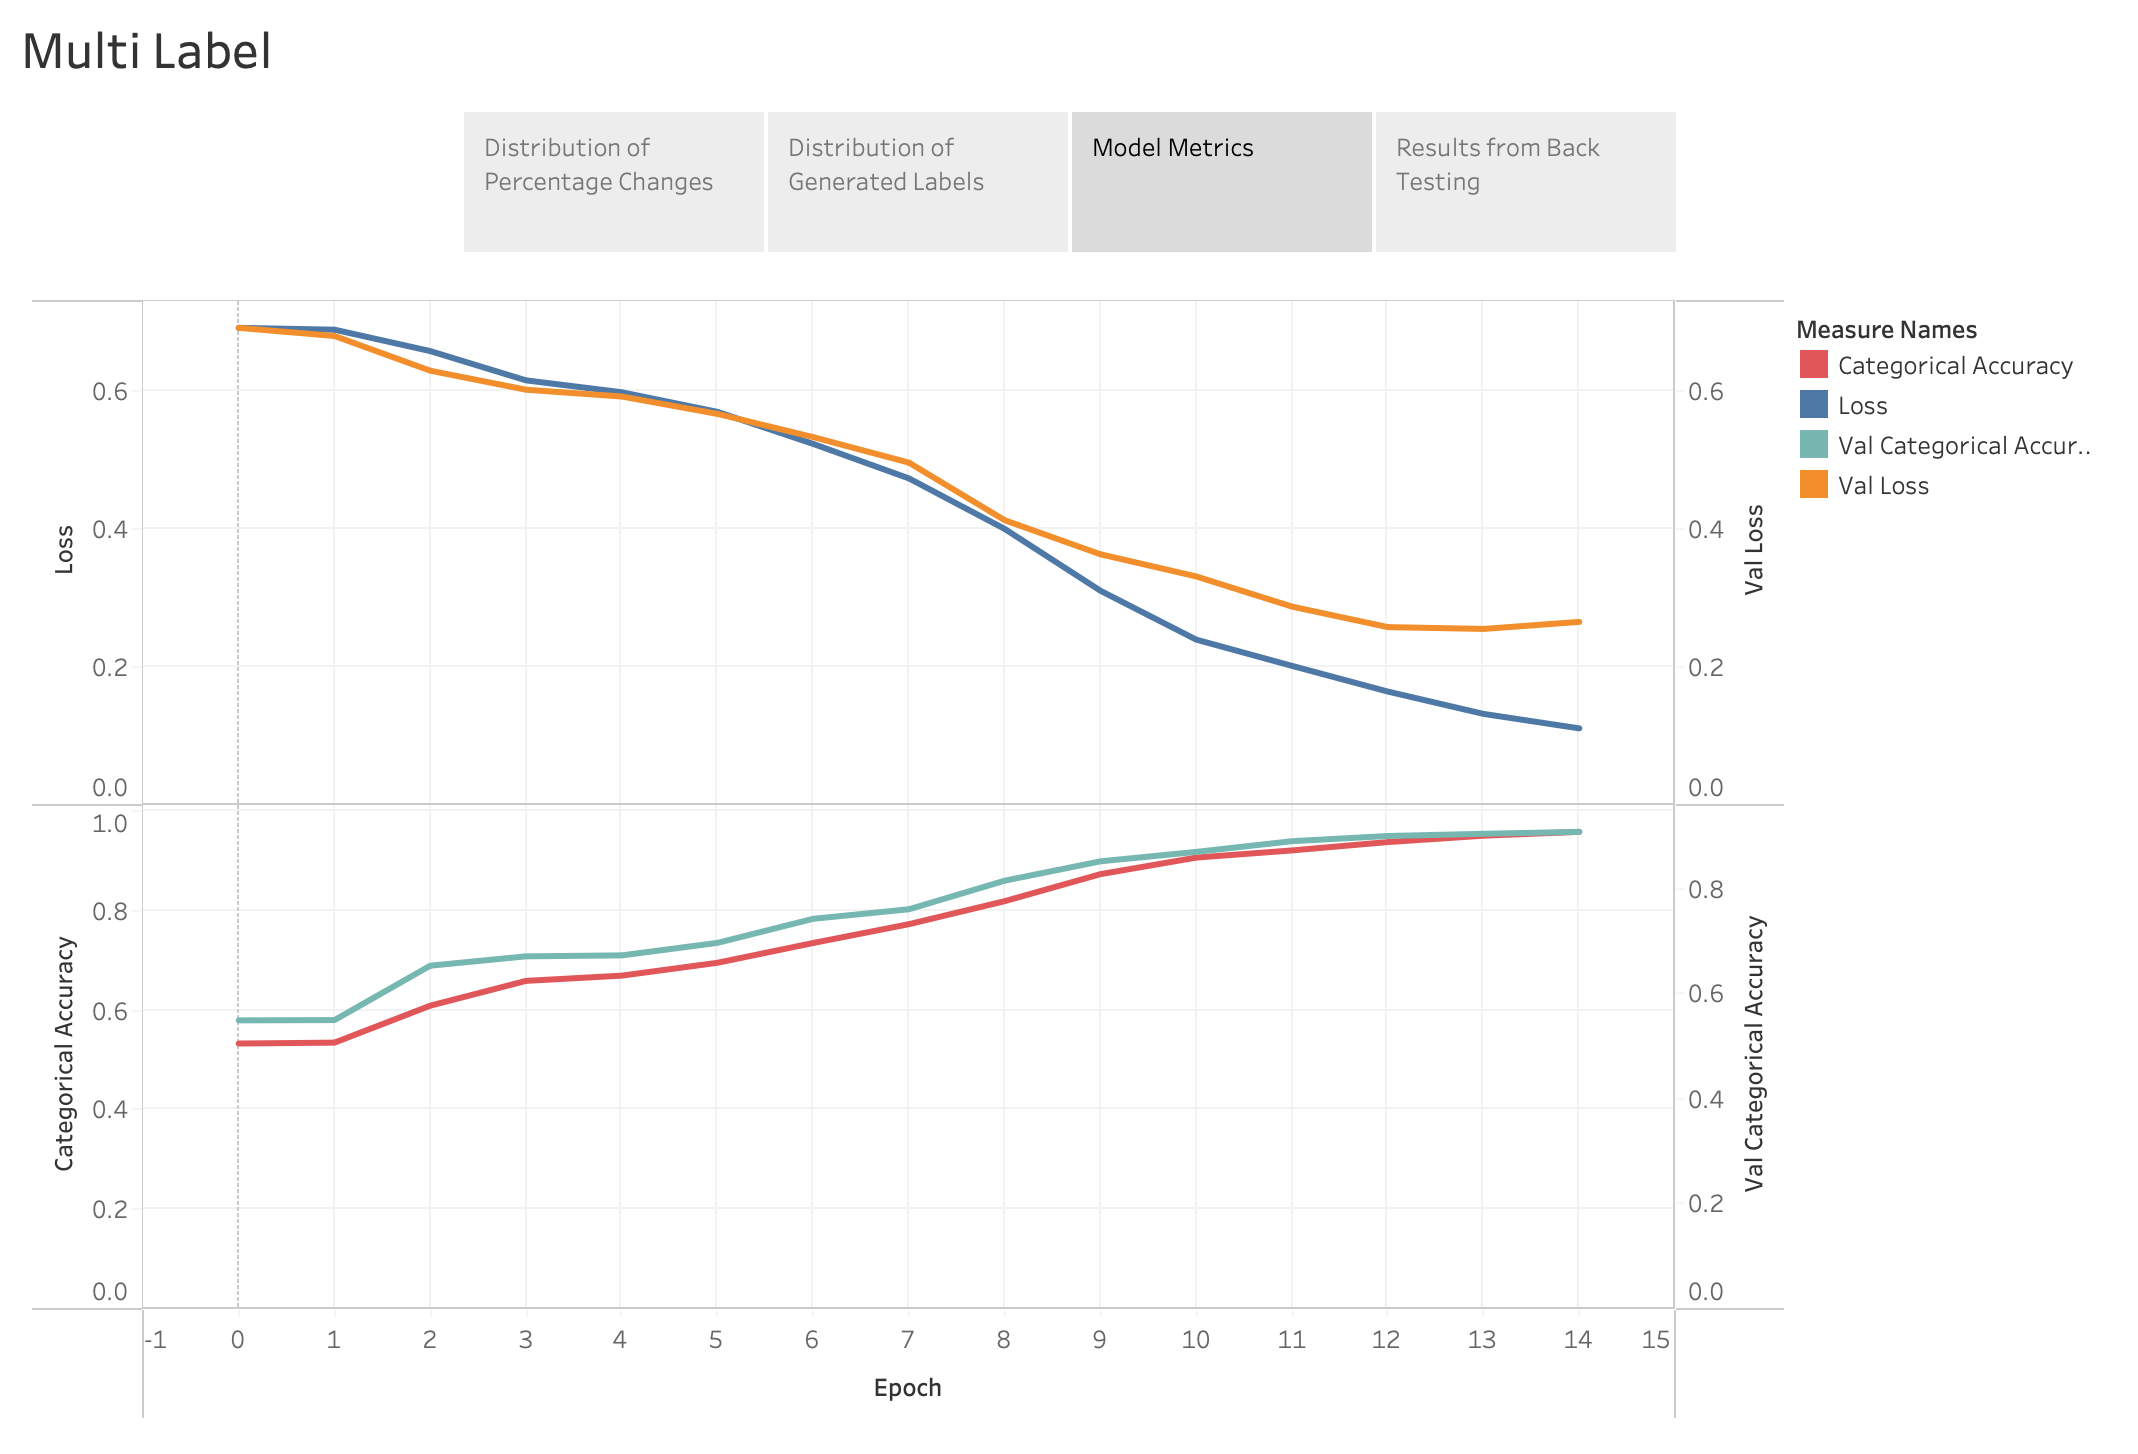 Multi Label
Distribution of
Percentage Changes
Distribution of
Generated Labels
Model Metrics
Results from Back
Testing
Measure Names
Categorical Accuracy
Loss
Val Categorical Accur..
Val Loss
Loss
0.6
0.4
0.2
0.0
Val Loss
0.6
0.4
0.2
0.0
Categorical Accuracy
1.0
0.8
0.6
0.4
0.2
0.0
Val Categorical Accuracy
0.8
0.6
0.4
0.2
0.0
-1 0 1 2 3 4 5 6 7 8 9 10 11 12 13 14 15
Epoch